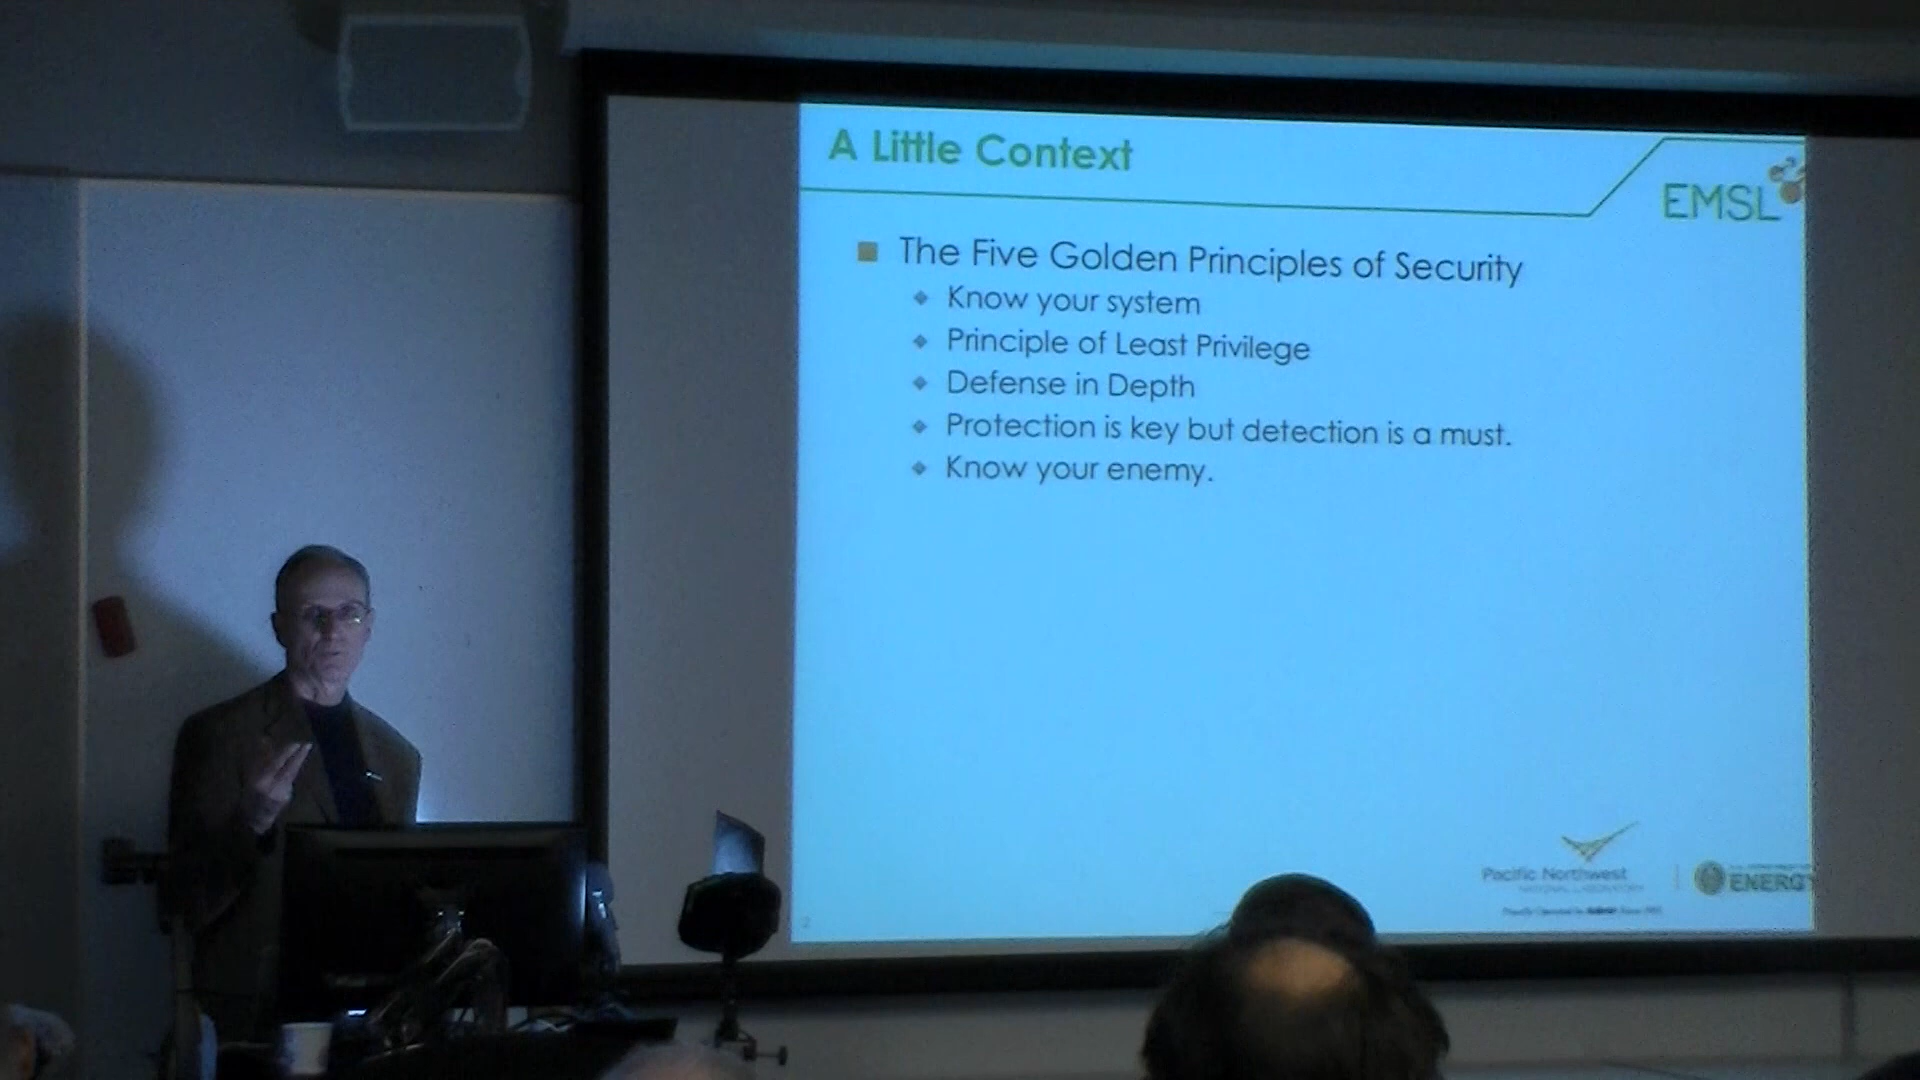 A Little Context
EMSL
The Five Golden Principles of Security
Know your system
Principle of Least Privilege
Defense in Depth
Protection is key but detection is a must.
Know your enemy.
Pacific Northwest
NATIONAL LABORATORY
ENERGY
2